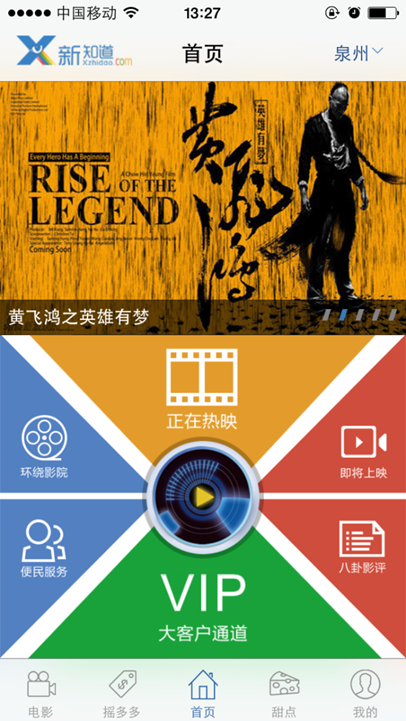 中国移动
13:27
新知道
Xzhidao.com
首页
泉州
Every Hero Has A Beginning
A Chow Hin Yeung Film
RISE OF THE
LEGEND
Coming Soon
黄飞鸿
英雄有梦
黄飞鸿之英雄有梦
正在热映
环绕影院
即将上映
便民服务
八卦影评
VIP
大客户通道
电影
摇多多
首页
甜点
我的